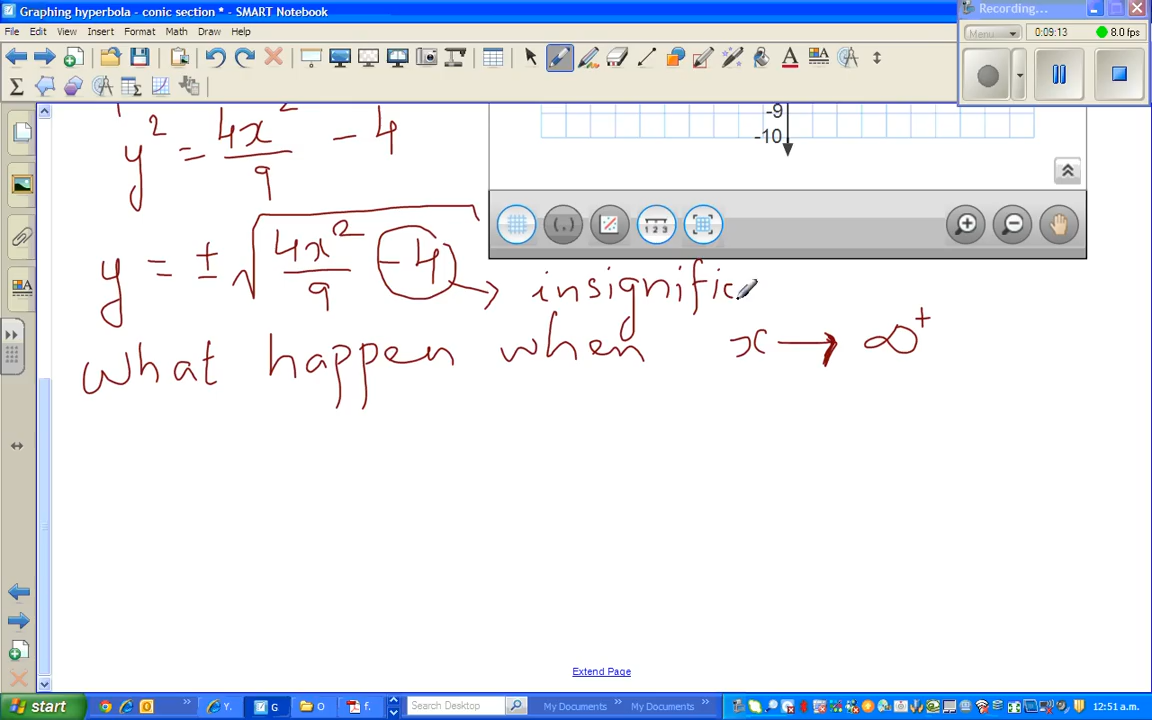 Graphing hyperbola - conic section * - SMART Notebook
Recording...
File Edit View Insert Format Math Draw Help
Menu 0:09:13 8.0 fps
-9
-10
y² = 4x²/9 - 4
y = ± √(4x²/9 - 4) → insignific
What happen when x → ∞⁺
Extend Page
start Y. G O f. Search Desktop My Documents » My Documents » 12:51 a.m.